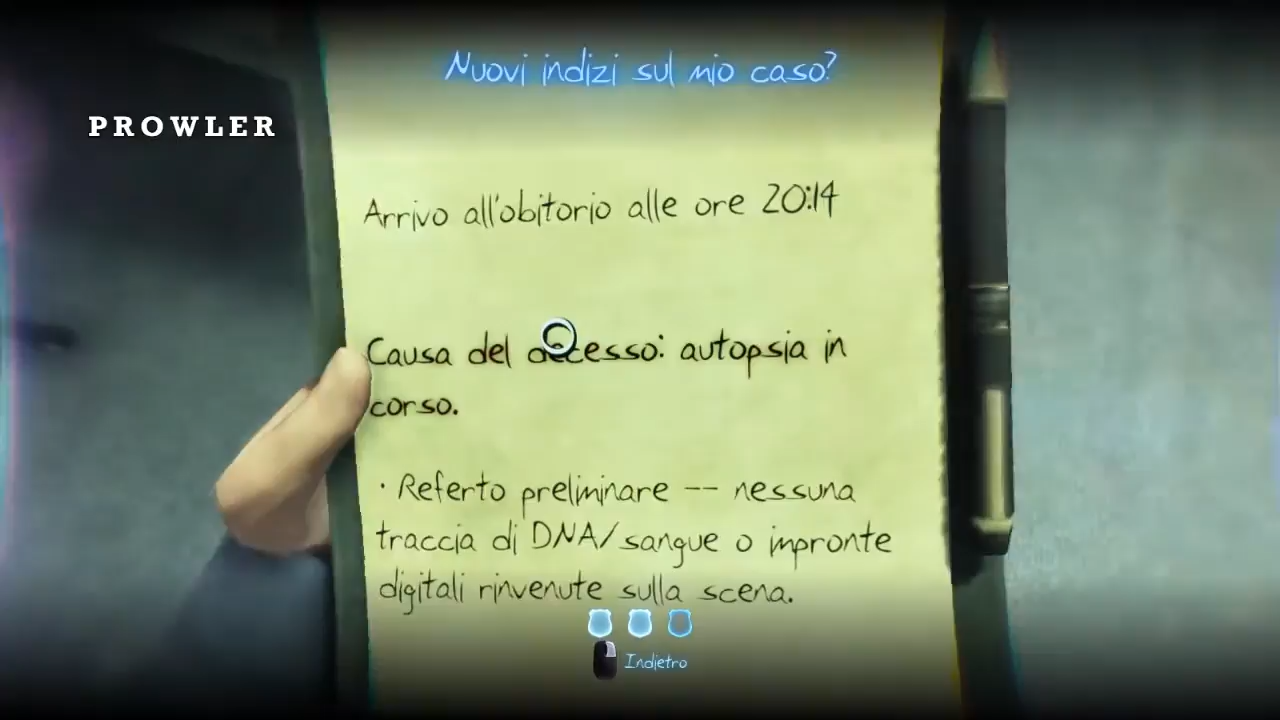 Nuovi indizi sul mio caso?
PROWLER
Arrivo all'obitorio alle ore 20:14
Causa del decesso: autopsia in
corso.
· Referto preliminare -- nessuna
traccia di DNA/sangue o impronte
digitali rinvenute sulla scena.
Indietro